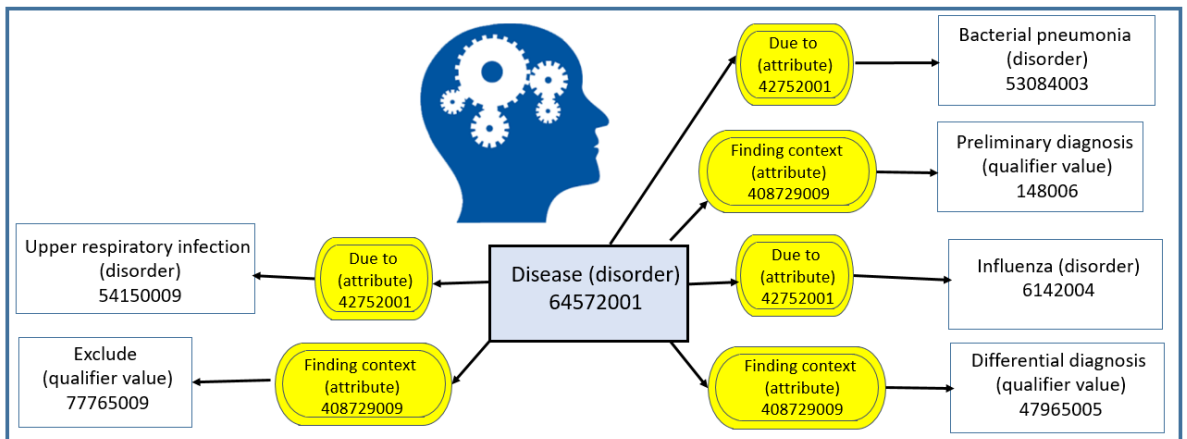 Due to
(attribute)
42752001
Bacterial pneumonia
(disorder)
53084003
Finding context
(attribute)
408729009
Preliminary diagnosis
(qualifier value)
148006
Upper respiratory infection
(disorder)
54150009
Due to
(attribute)
42752001
Disease (disorder)
64572001
Due to
(attribute)
42752001
Influenza (disorder)
6142004
Exclude
(qualifier value)
77765009
Finding context
(attribute)
408729009
Finding context
(attribute)
408729009
Differential diagnosis
(qualifier value)
47965005